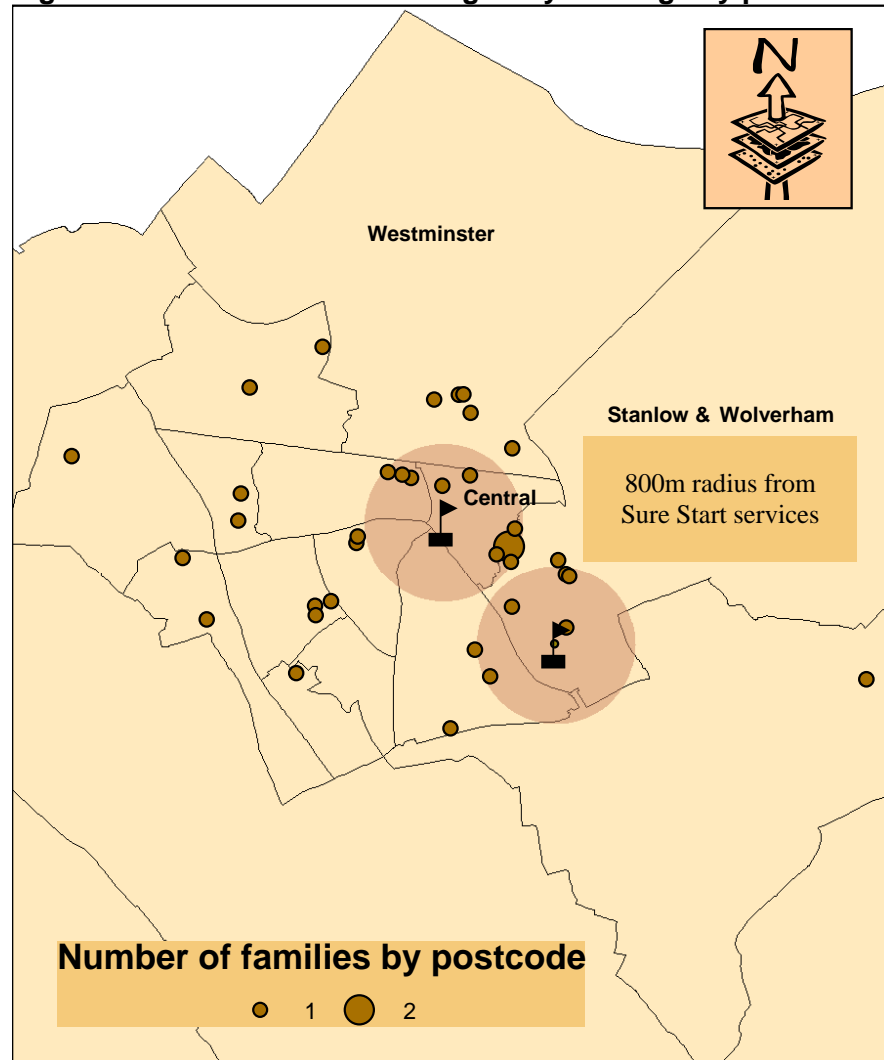 N
Westminster
Stanlow & Wolverham
800m radius from
Sure Start services
Central
Number of families by postcode
1 2